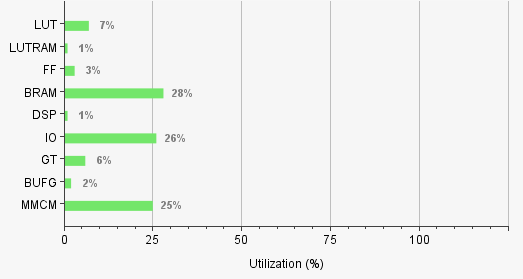 LUT 7%
LUTRAM 1%
FF 3%
BRAM 28%
DSP 1%
IO 26%
GT 6%
BUFG 2%
MMCM 25%
0 25 50 75 100
Utilization (%)